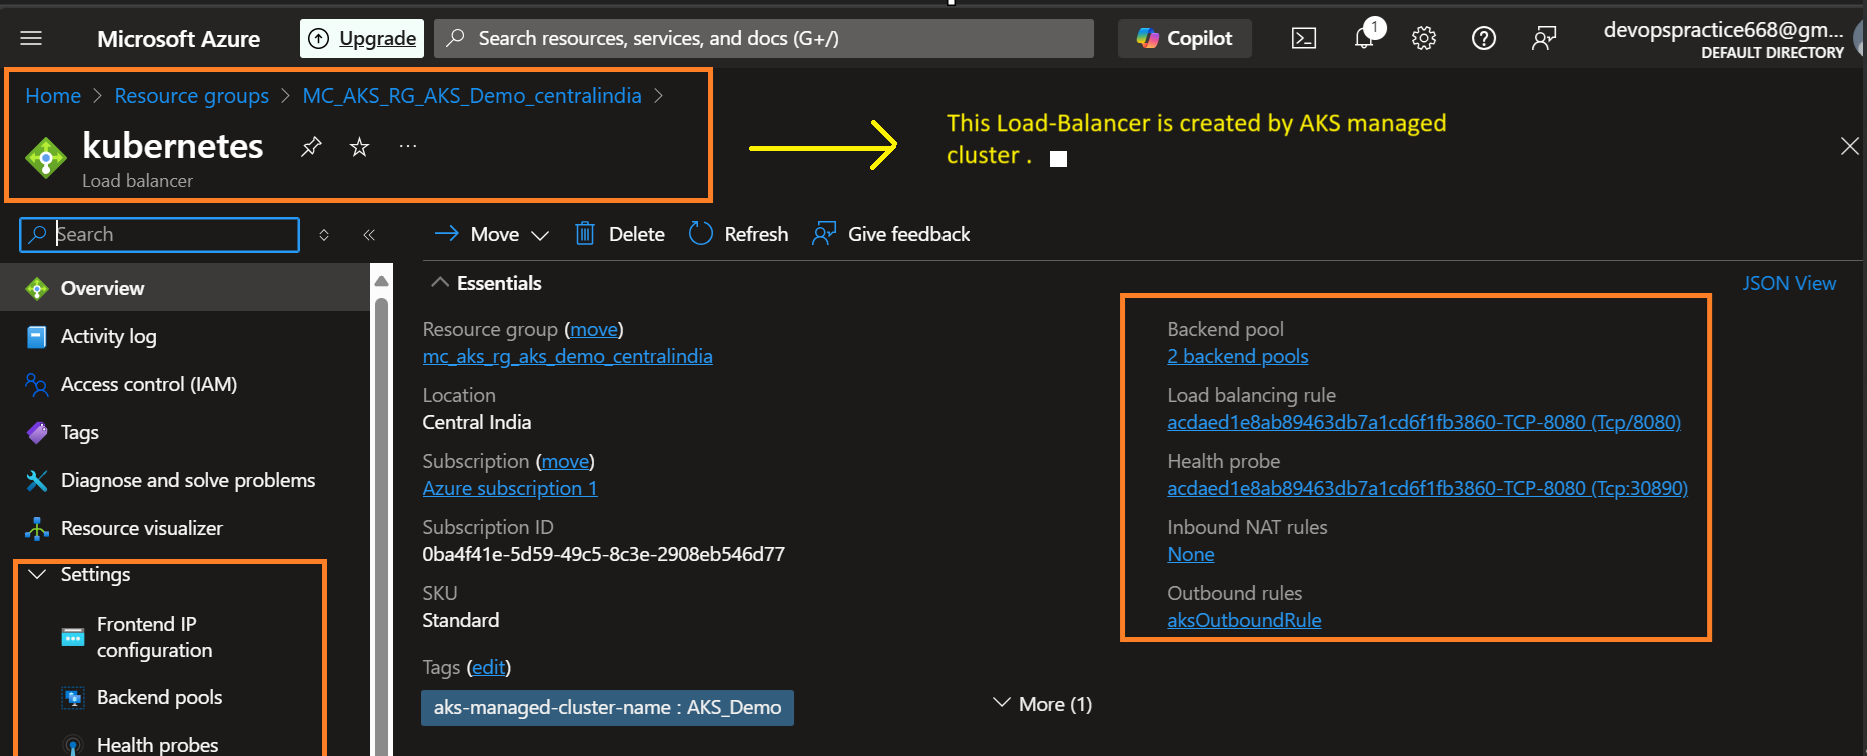 Microsoft Azure
Upgrade
Search resources, services, and docs (G+/)
Copilot
1
devopspractice668@gm...
DEFAULT DIRECTORY
Home > Resource groups > MC_AKS_RG_AKS_Demo_centralindia >
kubernetes
Load balancer
This Load-Balancer is created by AKS managed
cluster .
Search
Move
Delete
Refresh
Give feedback
Overview
Activity log
Access control (IAM)
Tags
Diagnose and solve problems
Resource visualizer
Settings
Frontend IP
configuration
Backend pools
Health probes
Essentials
JSON View
Resource group (move)
mc_aks_rg_aks_demo_centralindia
Location
Central India
Subscription (move)
Azure subscription 1
Subscription ID
0ba4f41e-5d59-49c5-8c3e-2908eb546d77
SKU
Standard
Backend pool
2 backend pools
Load balancing rule
acdaed1e8ab89463db7a1cd6f1fb3860-TCP-8080 (Tcp/8080)
Health probe
acdaed1e8ab89463db7a1cd6f1fb3860-TCP-8080 (Tcp:30890)
Inbound NAT rules
None
Outbound rules
aksOutboundRule
Tags (edit)
aks-managed-cluster-name : AKS_Demo
More (1)